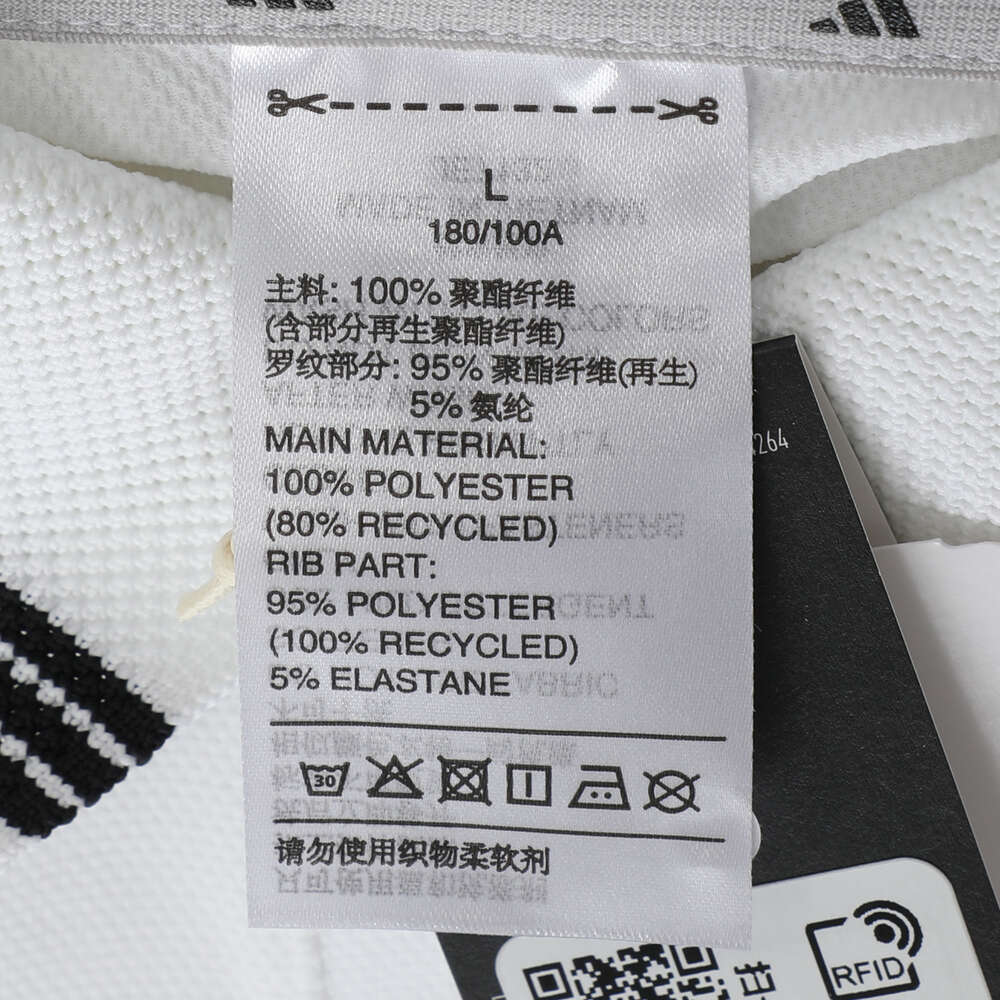 L
180/100A
主料: 100% 聚酯纤维
(含部分再生聚酯纤维)
罗纹部分: 95% 聚酯纤维(再生)
5% 氨纶
MAIN MATERIAL:
100% POLYESTER
(80% RECYCLED)
RIB PART:
95% POLYESTER
(100% RECYCLED)
5% ELASTANE
30
请勿使用织物柔软剂
264
RFID